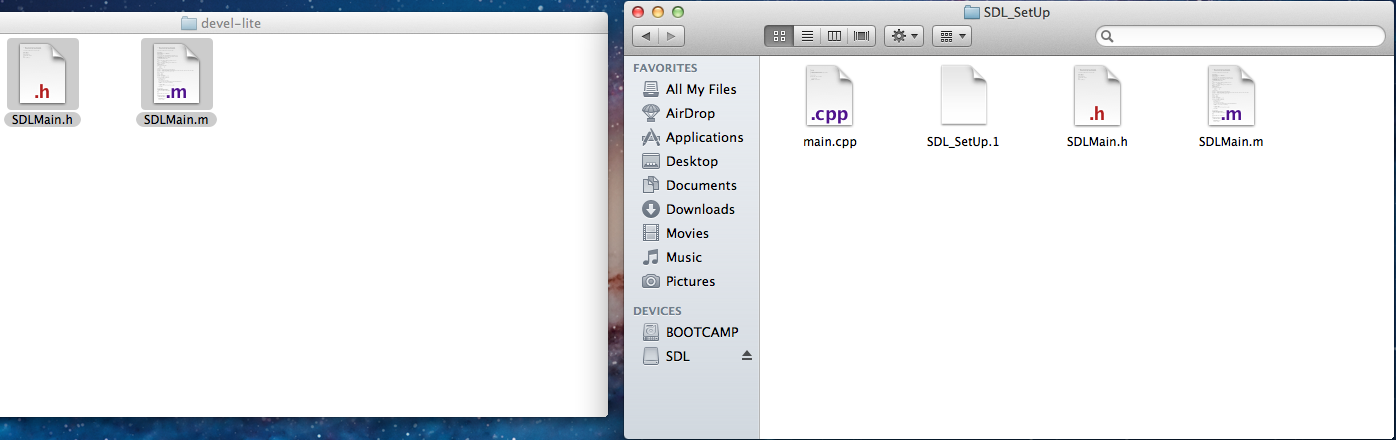 devel-lite
.h
.m
SDLMain.h
SDLMain.m
SDL_SetUp
FAVORITES
All My Files
AirDrop
Applications
Desktop
Documents
Downloads
Movies
Music
Pictures
DEVICES
BOOTCAMP
SDL
.cpp
.h
.m
main.cpp
SDL_SetUp.1
SDLMain.h
SDLMain.m